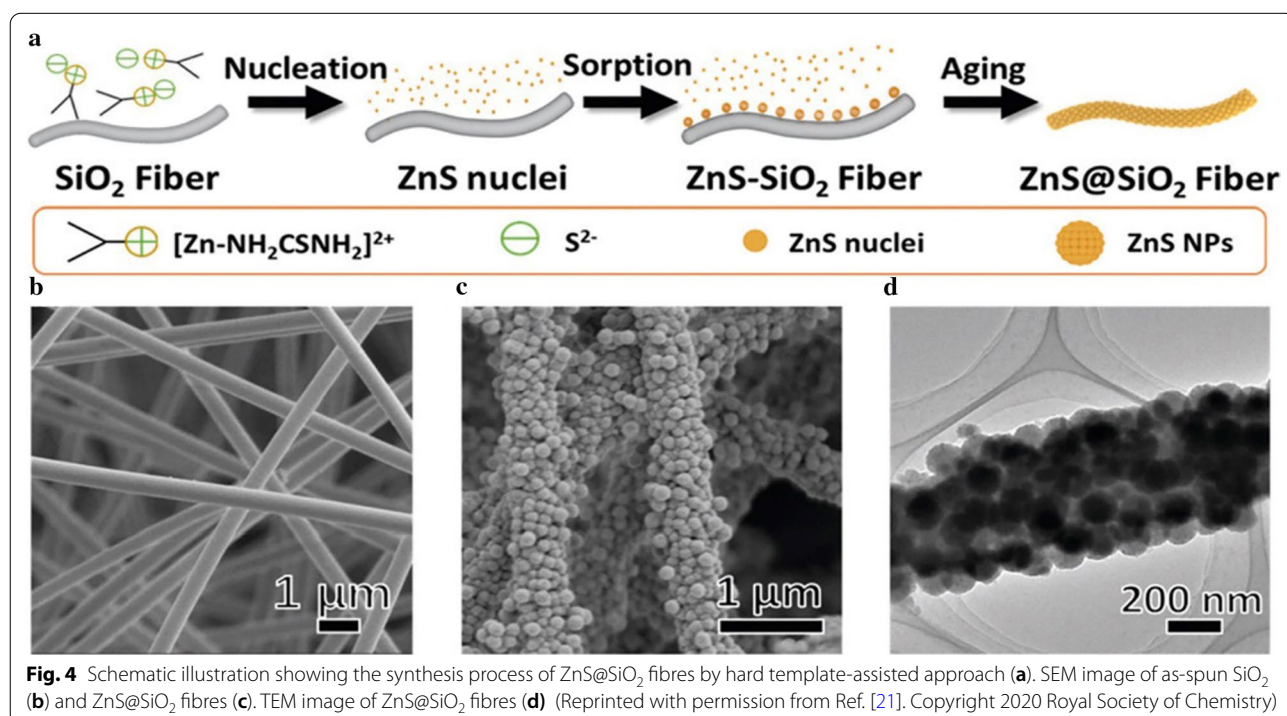 a
Nucleation Sorption Aging
SiO₂ Fiber ZnS nuclei ZnS-SiO₂ Fiber ZnS@SiO₂ Fiber
[Zn-NH₂CSNH₂]²⁺ S²⁻ ZnS nuclei ZnS NPs
b c d
1 μm 1 μm 200 nm
Fig. 4 Schematic illustration showing the synthesis process of ZnS@SiO₂ fibres by hard template-assisted approach (a). SEM image of as-spun SiO₂
(b) and ZnS@SiO₂ fibres (c). TEM image of ZnS@SiO₂ fibres (d) (Reprinted with permission from Ref. [21]. Copyright 2020 Royal Society of Chemistry)